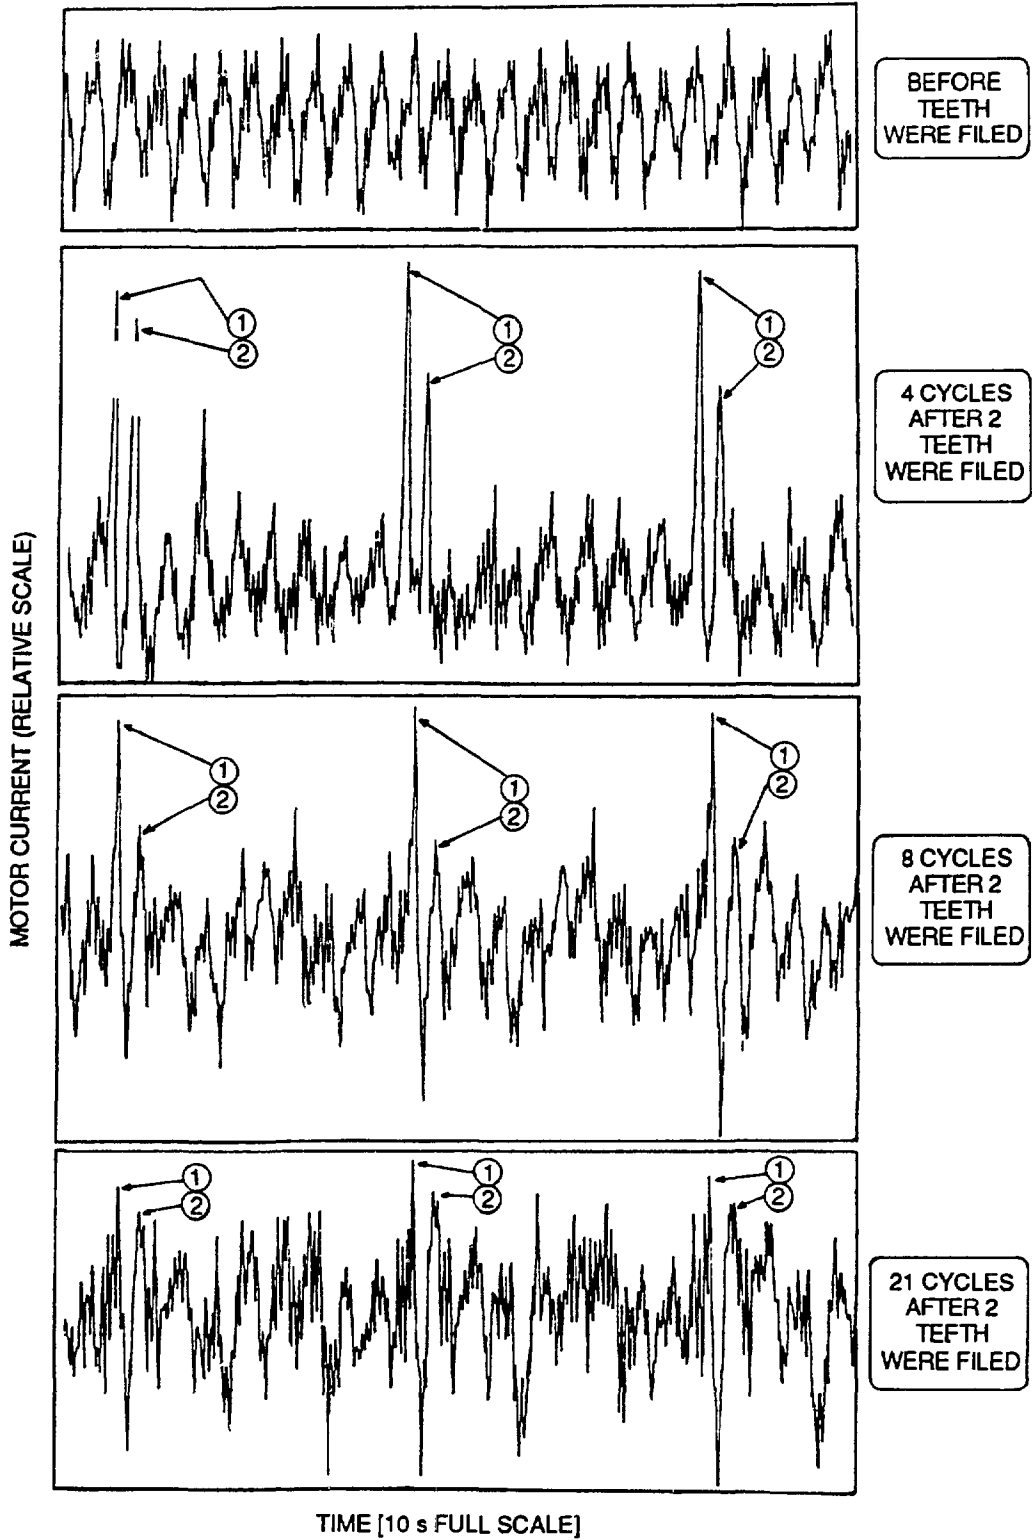 BEFORE
TEETH
WERE FILED
1
2
1
2
1
2
4 CYCLES
AFTER 2
TEETH
WERE FILED
MOTOR CURRENT (RELATIVE SCALE)
1
2
1
2
1
2
8 CYCLES
AFTER 2
TEETH
WERE FILED
1
2
1
2
1
2
21 CYCLES
AFTER 2
TEFTH
WERE FILED
TIME [10 s FULL SCALE]